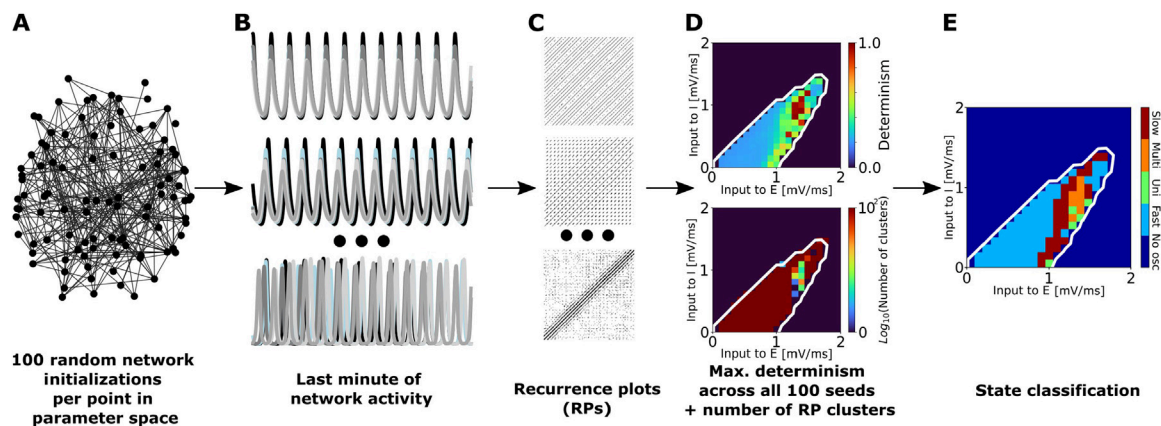 A
B
C
D
E
2
1
0
0
1
2
Input to I [mV/ms]
Input to E [mV/ms]
1.0
0.0
Determinism
2
1
0
0
1
2
Input to I [mV/ms]
Input to E [mV/ms]
10²
10⁰
Log₁₀(Number of clusters)
2
1
0
0
1
2
Input to I [mV/ms]
Input to E [mV/ms]
Slow
Multi
Uni
Fast
No osc
100 random network
initializations
per point in
parameter space
Last minute of
network activity
Recurrence plots
(RPs)
Max. determinism
across all 100 seeds
+ number of RP clusters
State classification